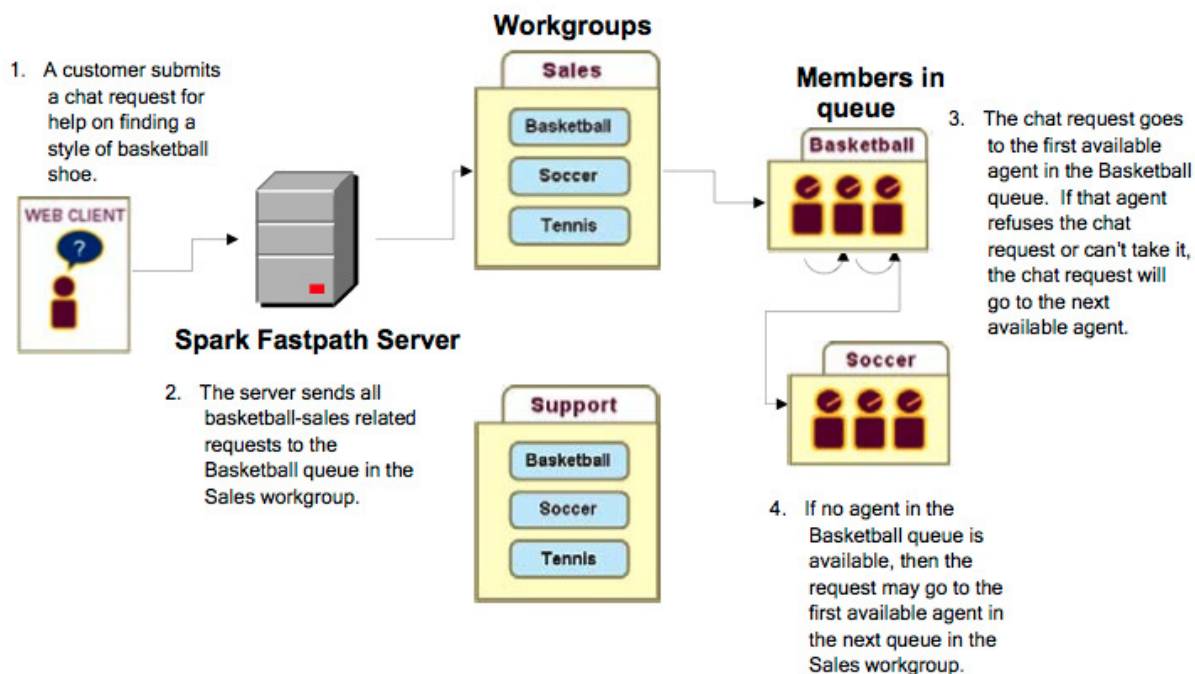 Workgroups
1. A customer submits
a chat request for
help on finding a
style of basketball
shoe.
WEB CLIENT
?
Spark Fastpath Server
2. The server sends all
basketball-sales related
requests to the
Basketball queue in the
Sales workgroup.
Sales
Basketball
Soccer
Tennis
Support
Basketball
Soccer
Tennis
Members in
queue
Basketball
3. The chat request goes
to the first available
agent in the Basketball
queue. If that agent
refuses the chat
request or can't take it,
the chat request will
go to the next
available agent.
Soccer
4. If no agent in the
Basketball queue is
available, then the
request may go to the
first available agent in
the next queue in the
Sales workgroup.